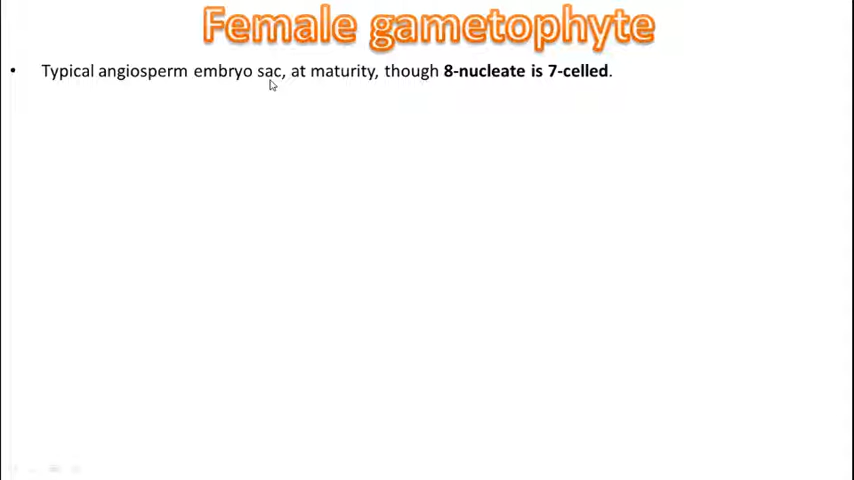 Female gametophyte
• Typical angiosperm embryo sac, at maturity, though 8-nucleate is 7-celled.